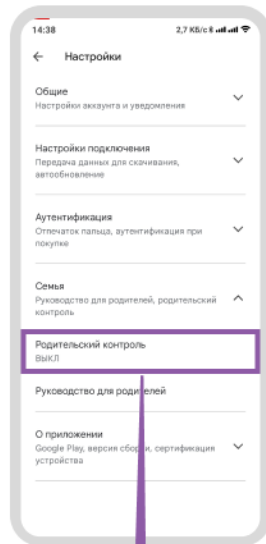 14:38 2,7 КБ/с
Настройки
Общие
Настройки аккаунта и уведомления
Настройки подключения
Передача данных для скачивания,
автообновление
Аутентификация
Отпечаток пальца, аутентификация при
покупке
Семья
Руководство для родителей, родительский
контроль
Родительский контроль
ВЫКЛ
Руководство для родителей
О приложении
Google Play, версия сборки, сертификация
устройства